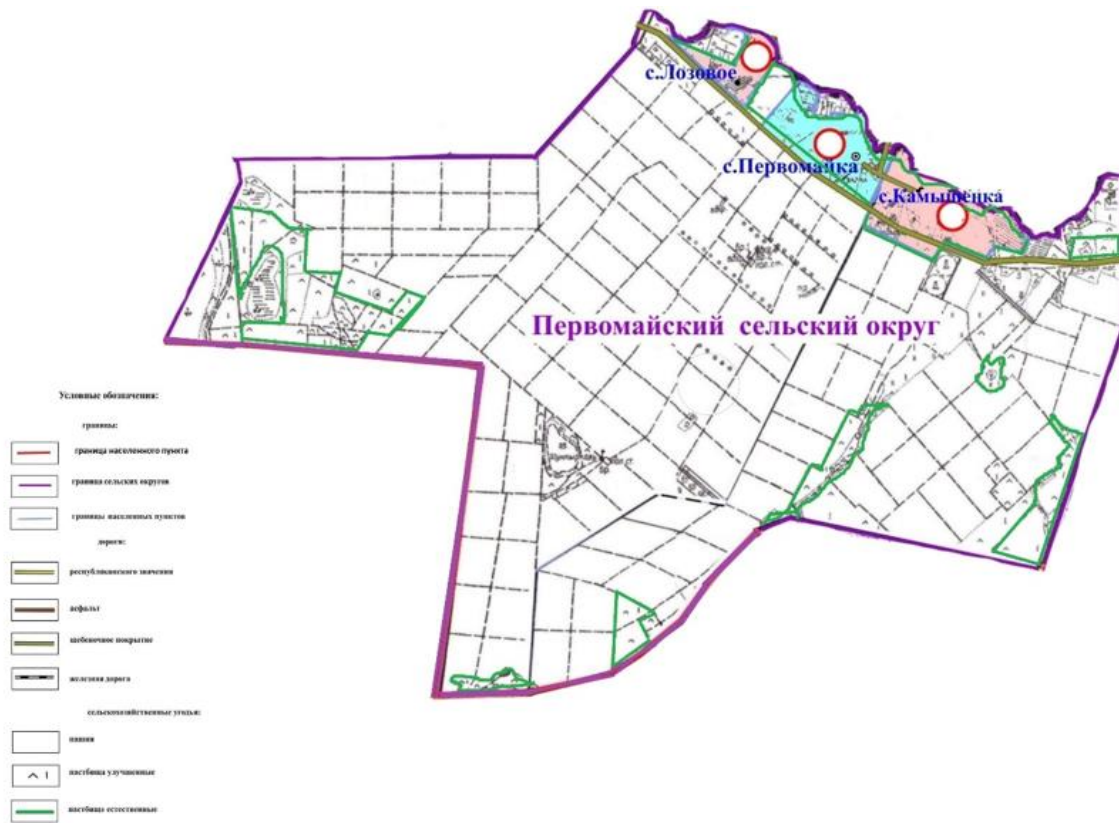 с.Лозовое
с.Первомайка
с.Камышенка
Первомайский сельский округ
Условные обозначения:
границы:
граница населенного пункта
граница сельских округов
границы населенных пунктов
дороги:
республиканского значения
асфальт
щебеночное покрытие
железная дорога
сельскохозяйственные угодья:
пашни
пастбища улучшенные
пастбища естественные